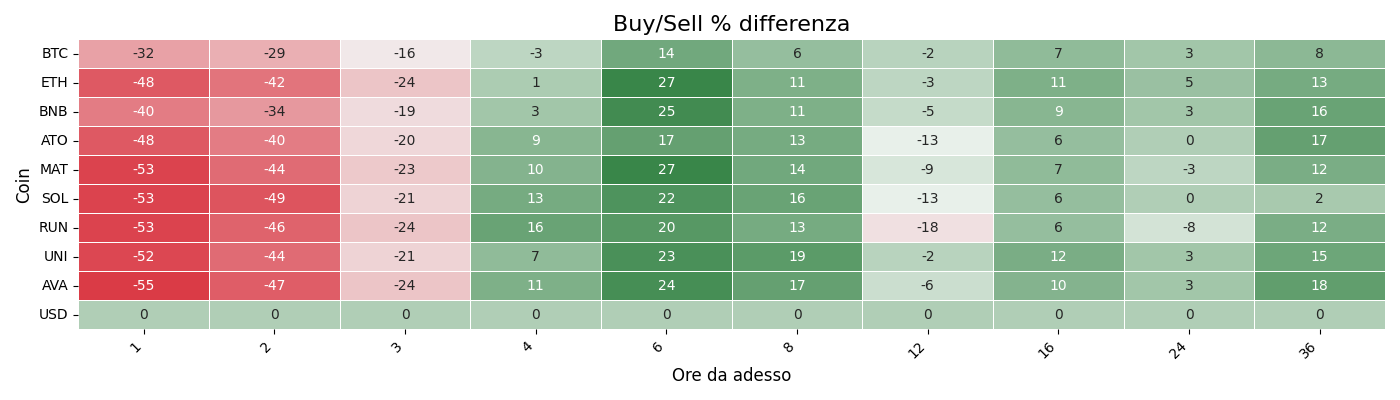 Buy/Sell % differenza
Coin
BTC -32 -29 -16 -3 14 6 -2 7 3 8
ETH -48 -42 -24 1 27 11 -3 11 5 13
BNB -40 -34 -19 3 25 11 -5 9 3 16
ATO -48 -40 -20 9 17 13 -13 6 0 17
MAT -53 -44 -23 10 27 14 -9 7 -3 12
SOL -53 -49 -21 13 22 16 -13 6 0 2
RUN -53 -46 -24 16 20 13 -18 6 -8 12
UNI -52 -44 -21 7 23 19 -2 12 3 15
AVA -55 -47 -24 11 24 17 -6 10 3 18
USD 0 0 0 0 0 0 0 0 0 0
1 2 3 4 6 8 12 16 24 36
Ore da adesso